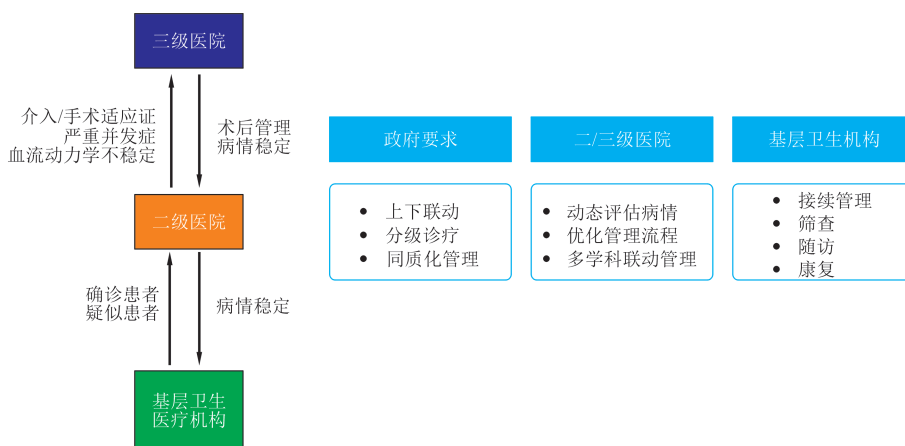 三级医院
介入/手术适应证
严重并发症
血流动力学不稳定
术后管理
病情稳定
二级医院
确诊患者
疑似患者
病情稳定
基层卫生
医疗机构
政府要求
• 上下联动
• 分级诊疗
• 同质化管理
二/三级医院
• 动态评估病情
• 优化管理流程
• 多学科联动管理
基层卫生机构
• 接续管理
• 筛查
• 随访
• 康复